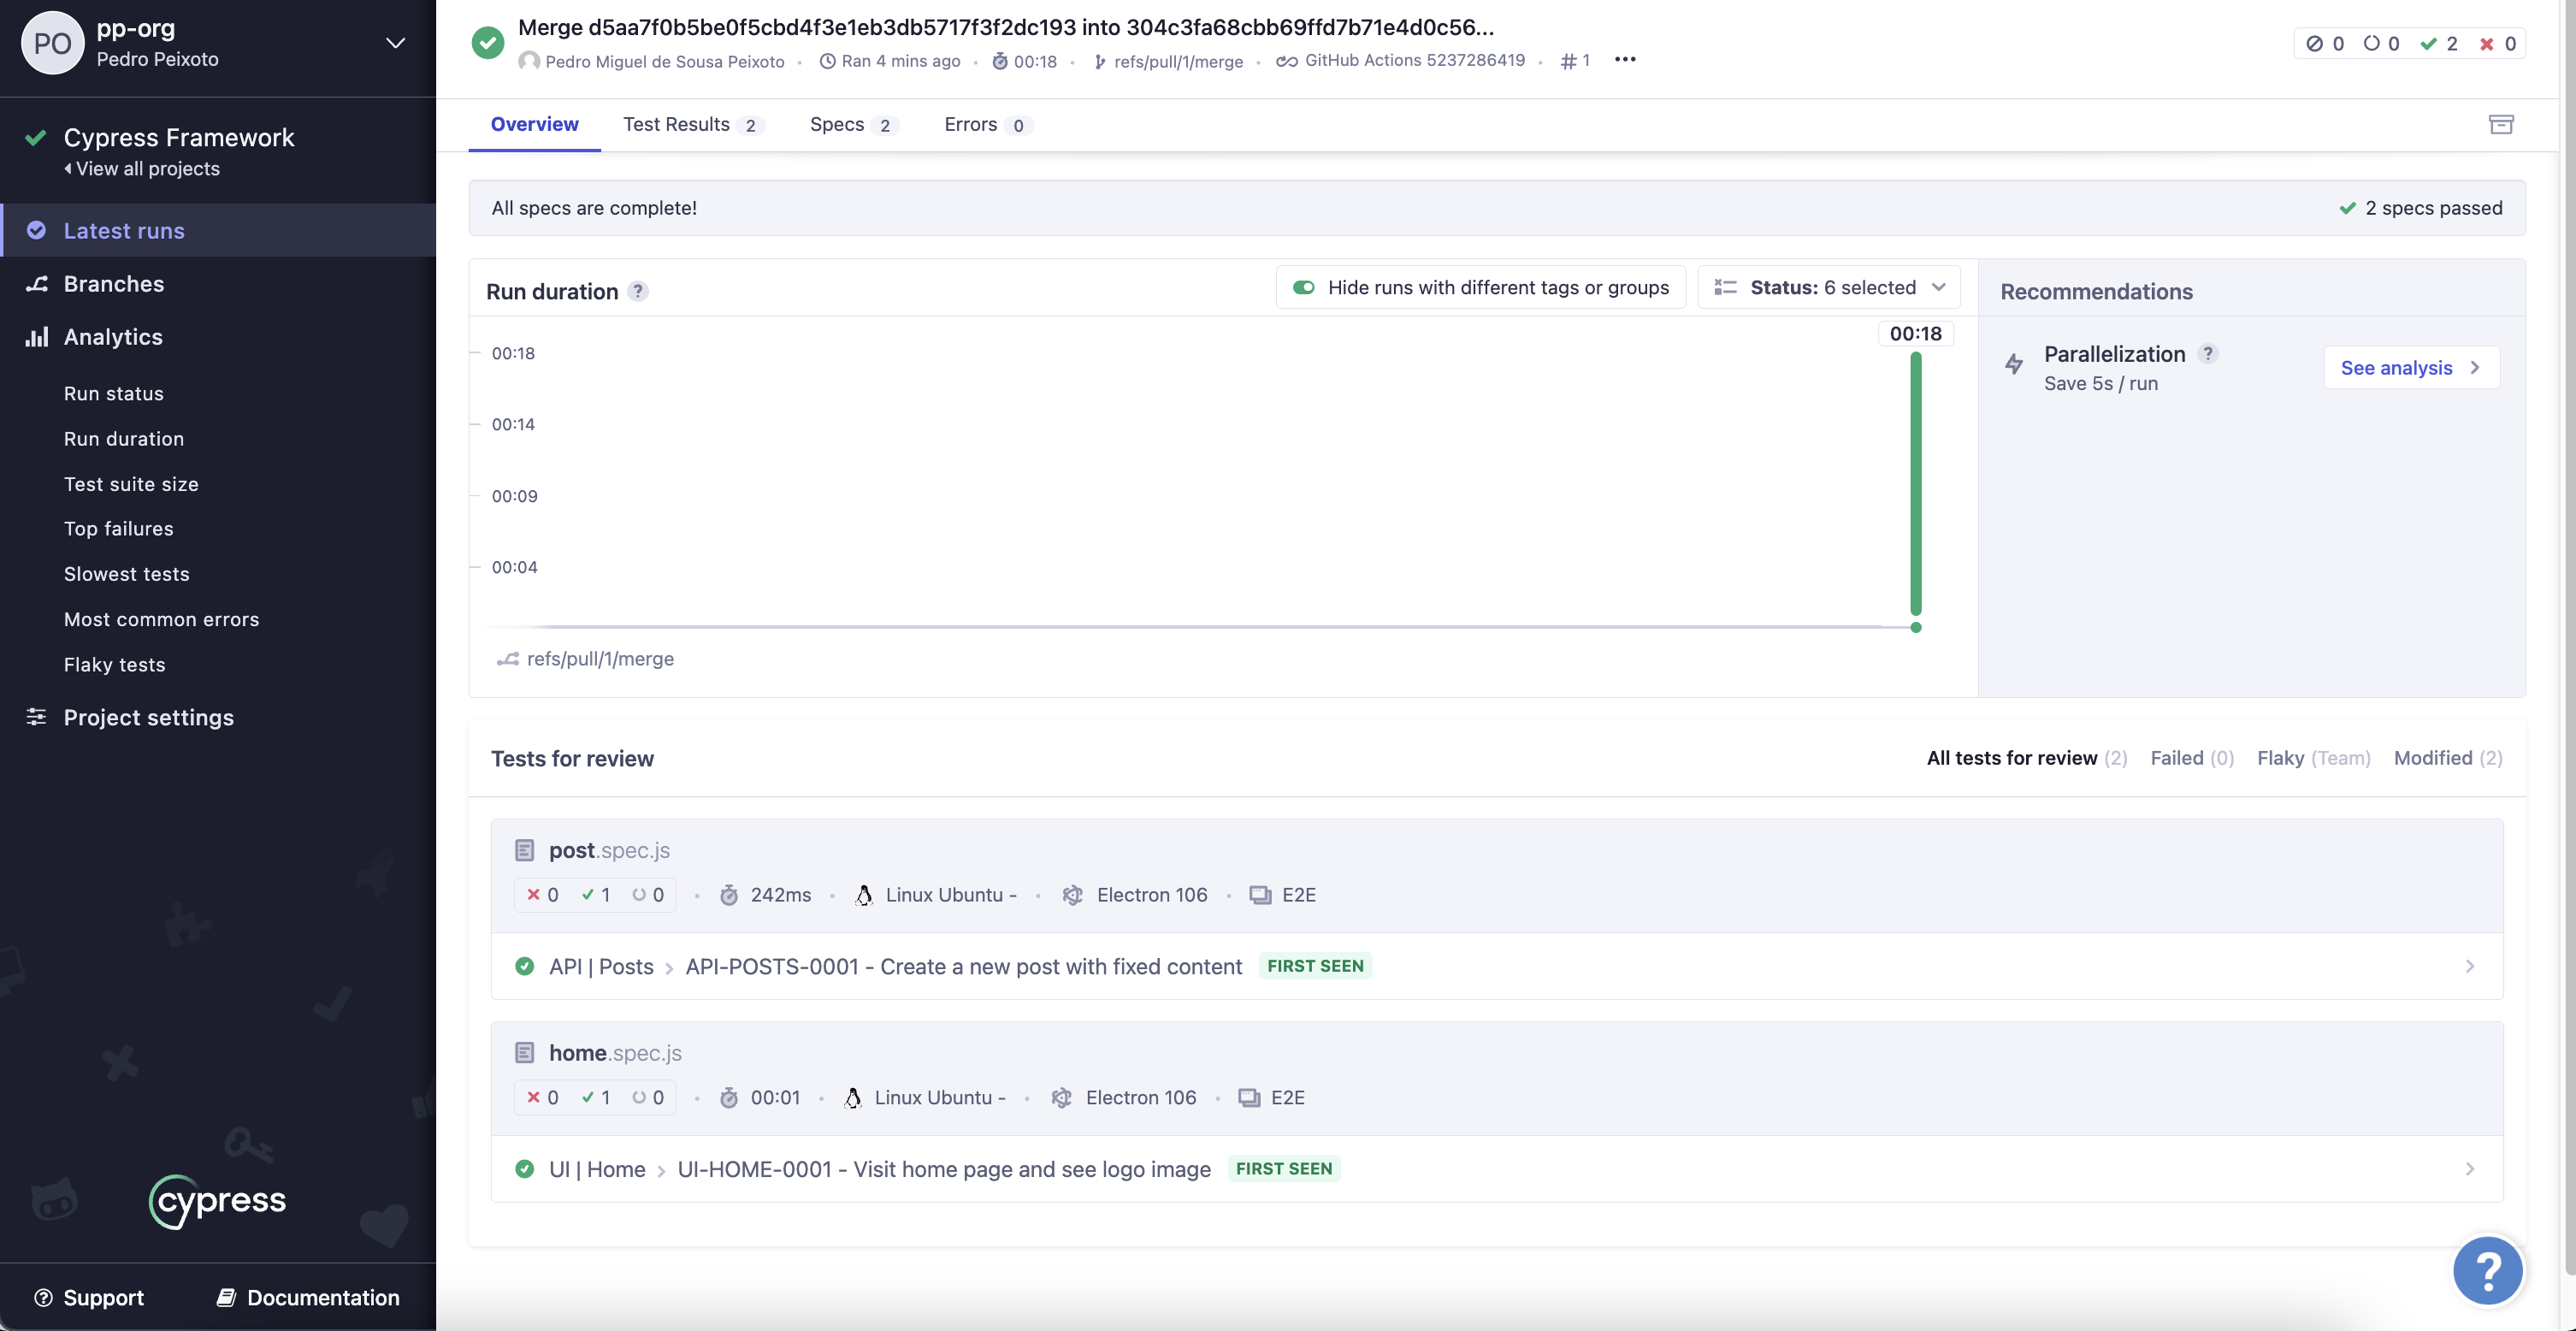 PO
pp-org
Pedro Peixoto
Cypress Framework
View all projects
Latest runs
Branches
Analytics
Run status
Run duration
Test suite size
Top failures
Slowest tests
Most common errors
Flaky tests
Project settings
cypress
Support
Documentation
Merge d5aa7f0b5be0f5cbd4f3e1eb3db5717f3f2dc193 into 304c3fa68cbb69ffd7b71e4d0c56...
Pedro Miguel de Sousa Peixoto • Ran 4 mins ago • 00:18 • refs/pull/1/merge • GitHub Actions 5237286419 • # 1 •••
0 0 2 0
Overview Test Results 2 Specs 2 Errors 0
All specs are complete!
2 specs passed
Run duration ?
Hide runs with different tags or groups
Status: 6 selected
00:18
00:18
00:14
00:09
00:04
refs/pull/1/merge
Recommendations
Parallelization ?
Save 5s / run
See analysis
Tests for review
All tests for review (2) Failed (0) Flaky (Team) Modified (2)
post.spec.js
0 1 0 • 242ms • Linux Ubuntu - • Electron 106 • E2E
API | Posts › API-POSTS-0001 - Create a new post with fixed content FIRST SEEN
home.spec.js
0 1 0 • 00:01 • Linux Ubuntu - • Electron 106 • E2E
UI | Home › UI-HOME-0001 - Visit home page and see logo image FIRST SEEN
?